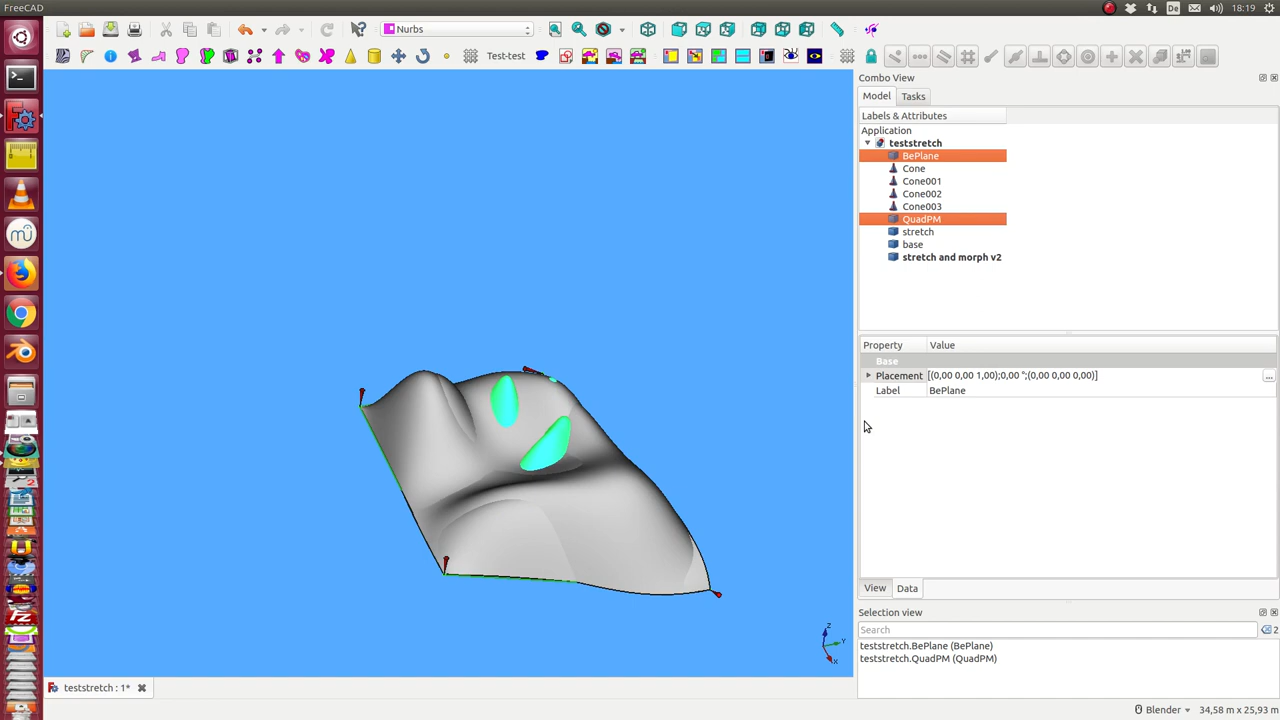 FreeCAD
De
18:19
Nurbs
Test-test
Combo View
Model
Tasks
Labels & Attributes
Application
teststretch
BePlane
Cone
Cone001
Cone002
Cone003
QuadPM
stretch
base
stretch and morph v2
Property
Value
Base
Placement
[(0,00 0,00 1,00);0,00 °;(0,00 0,00 0,00)]
...
Label
BePlane
View
Data
Selection view
Search
2
teststretch.BePlane (BePlane)
teststretch.QuadPM (QuadPM)
Z
Y
X
teststretch : 1*
Blender
34,58 m x 25,93 m